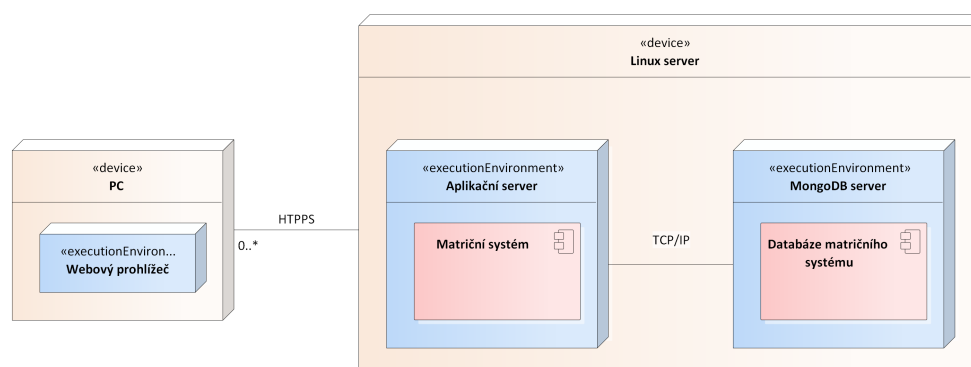 «device»
Linux server
«device»
PC
«executionEnviron...
Webový prohlížeč
HTPPS
0..*
«executionEnvironment»
Aplikační server
Matriční systém
TCP/IP
«executionEnvironment»
MongoDB server
Databáze matričního
systému